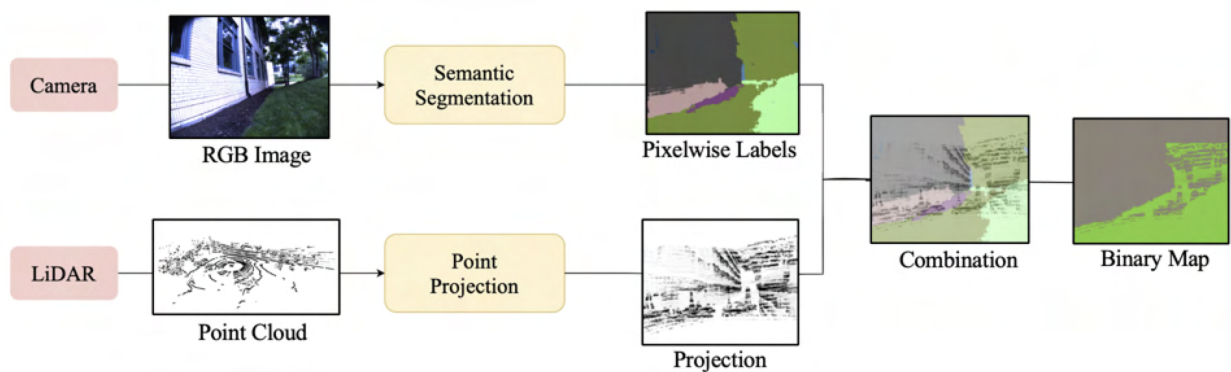 Camera
RGB Image
Semantic
Segmentation
Pixelwise Labels
LiDAR
Point Cloud
Point
Projection
Projection
Combination
Binary Map